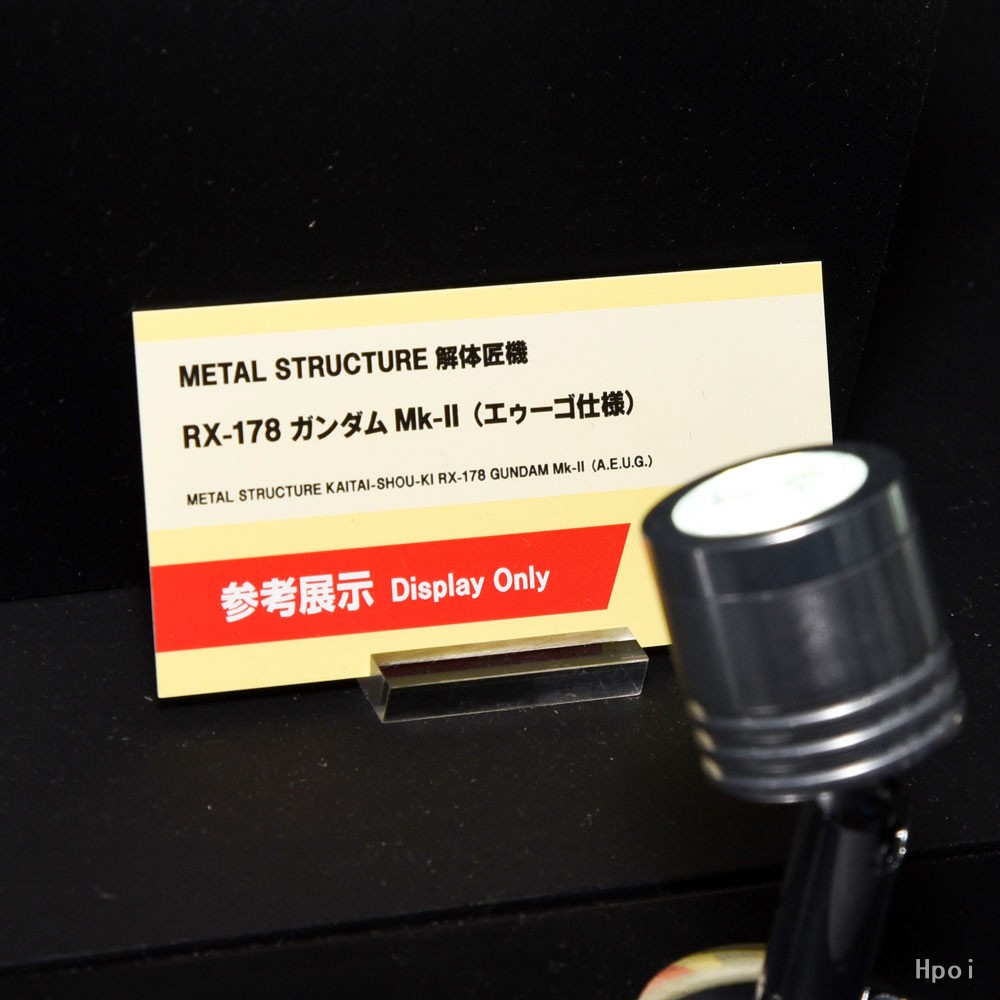 METAL STRUCTURE 解体匠機
RX-178 ガンダム Mk-II（エゥーゴ仕様）
METAL STRUCTURE KAITAI-SHOU-KI RX-178 GUNDAM Mk-II（A.E.U.G.）
参考展示 Display Only
Hpoi